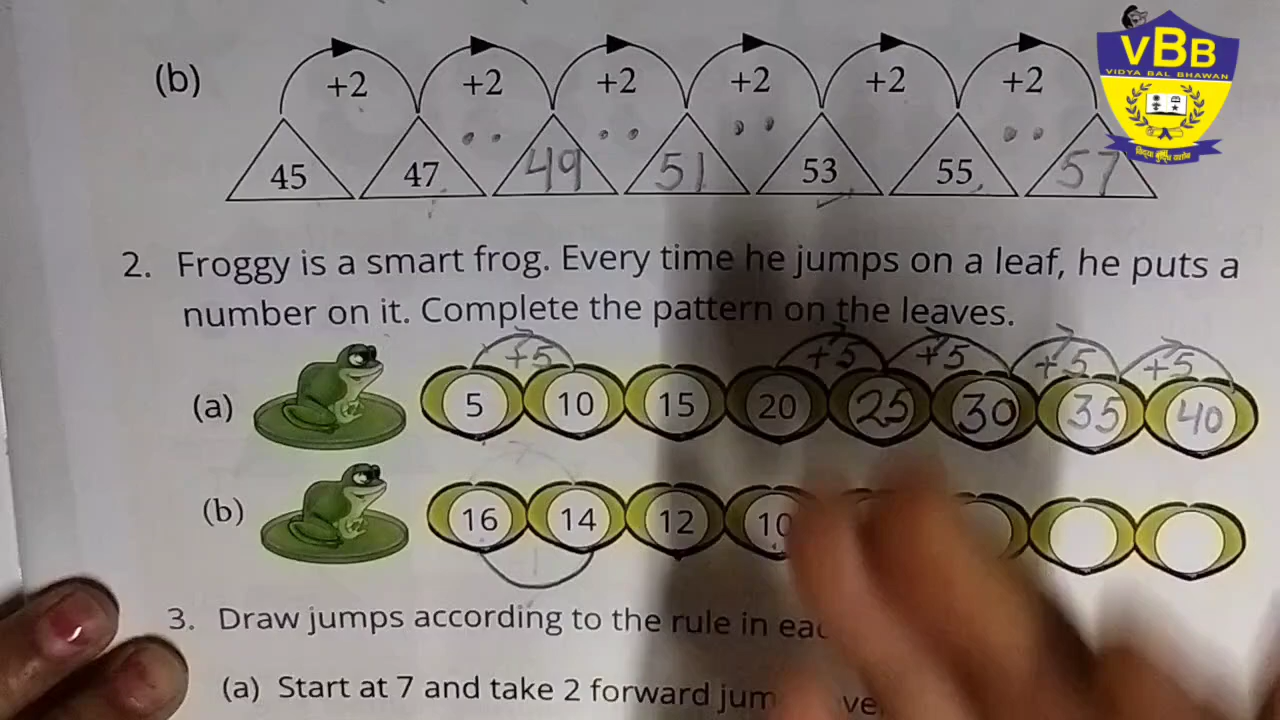 (b) +2 +2 +2 +2 +2 +2
45 47 49 51 53 55 57
VBB
VIDYA BAL BHAWAN
2. Froggy is a smart frog. Every time he jumps on a leaf, he puts a
number on it. Complete the pattern on the leaves.
+5 +5 +5 +5 +5
(a) 5 10 15 20 25 30 35 40
(b) 16 14 12 10
3. Draw jumps according to the rule in
(a) Start at 7 and take 2 forward